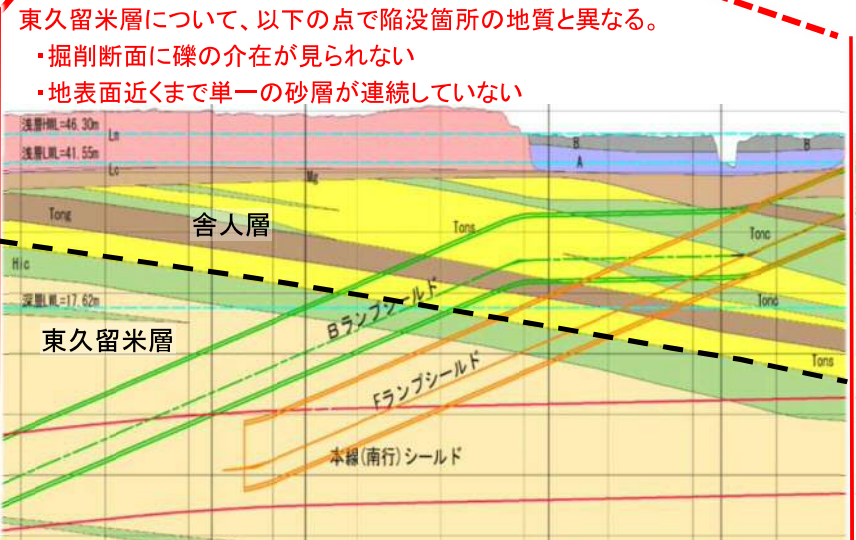 東久留米層について、以下の点で陥没箇所の地質と異なる。
・掘削断面に礫の介在が見られない
・地表面近くまで単一の砂層が連続していない
浅層HWL=46.30m
Lm
浅層LWL=41.55m
Lc
B
B
A
Mg
Tong
舎人層
Tons
Tonc
Hic
深層LWL=17.62m
Bランプシールド
Tonc
東久留米層
Tons
Fランプシールド
本線(南行)シールド